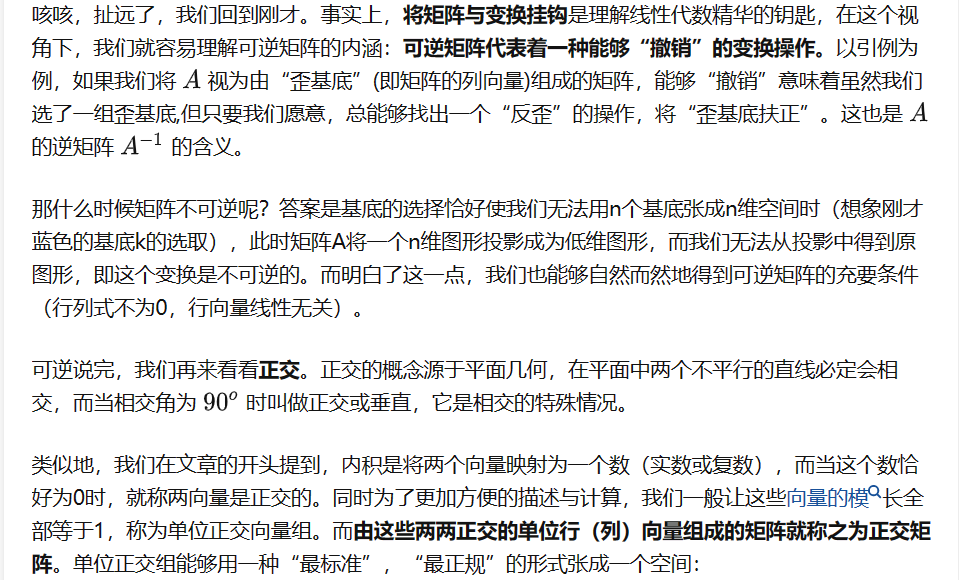 咳咳，扯远了，我们回到刚才。事实上，将矩阵与变换挂钩是理解线性代数精华的钥匙，在这个视
角下，我们就容易理解可逆矩阵的内涵：可逆矩阵代表着一种能够“撤销”的变换操作。以引例为
例，如果我们将 A 视为由“歪基底”(即矩阵的列向量)组成的矩阵，能够“撤销”意味着虽然我们
选了一组歪基底,但只要我们愿意，总能够找出一个“反歪”的操作，将“歪基底扶正”。这也是 A
的逆矩阵 A⁻¹ 的含义。
那什么时候矩阵不可逆呢？答案是基底的选择恰好使我们无法用n个基底张成n维空间时（想象刚才
蓝色的基底k的选取），此时矩阵A将一个n维图形投影成为低维图形，而我们无法从投影中得到原
图形，即这个变换是不可逆的。而明白了这一点，我们也能够自然而然地得到可逆矩阵的充要条件
（行列式不为0，行向量线性无关）。
可逆说完，我们再来看看正交。正交的概念源于平面几何，在平面中两个不平行的直线必定会相
交，而当相交角为 90º 时叫做正交或垂直，它是相交的特殊情况。
类似地，我们在文章的开头提到，内积是将两个向量映射为一个数（实数或复数），而当这个数恰
好为0时，就称两向量是正交的。同时为了更加方便的描述与计算，我们一般让这些向量的模长全
部等于1，称为单位正交向量组。而由这些两两正交的单位行（列）向量组成的矩阵就称之为正交矩
阵。单位正交组能够用一种“最标准”，“最正规”的形式张成一个空间：